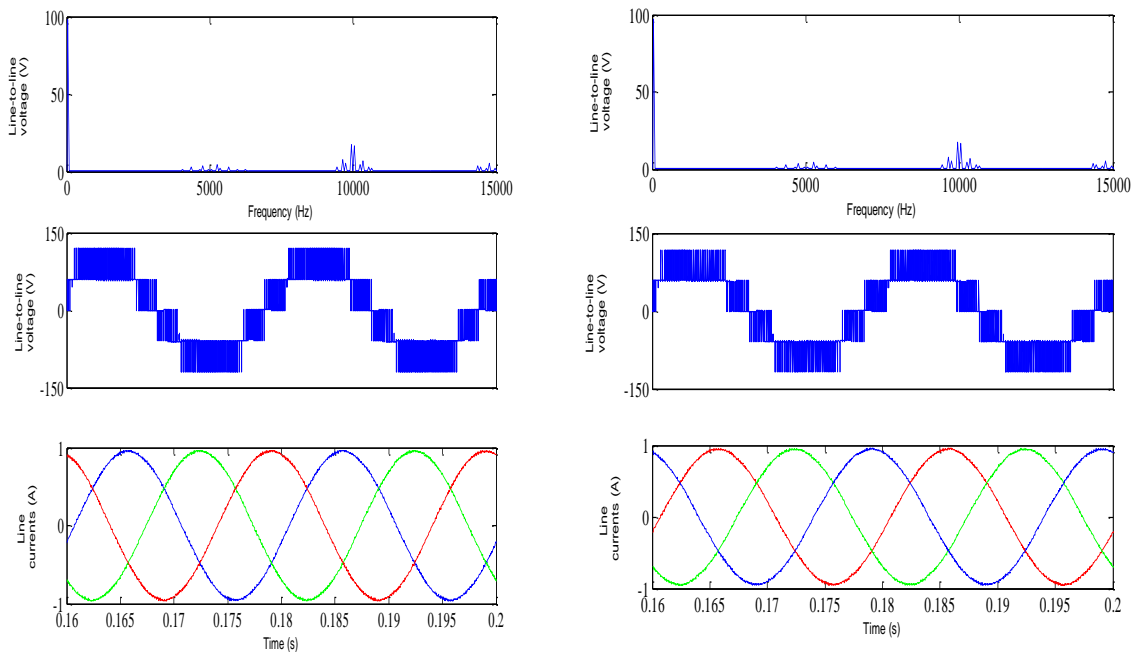 100
50
0
Line-to-line
voltage (V)
0
5000
10000
15000
Frequency (Hz)
150
0
-150
Line-to-line
voltage (V)
1
0
-1
Line
currents (A)
0.16
0.165
0.17
0.175
0.18
0.185
0.19
0.195
0.2
Time (s)
100
50
0
Line-to-line
voltage (V)
0
5000
10000
15000
Frequency (Hz)
150
0
-150
Line-to-line
voltage (V)
1
0
-1
Line
currents (A)
0.16
0.165
0.17
0.175
0.18
0.185
0.19
0.195
0.2
Time (s)